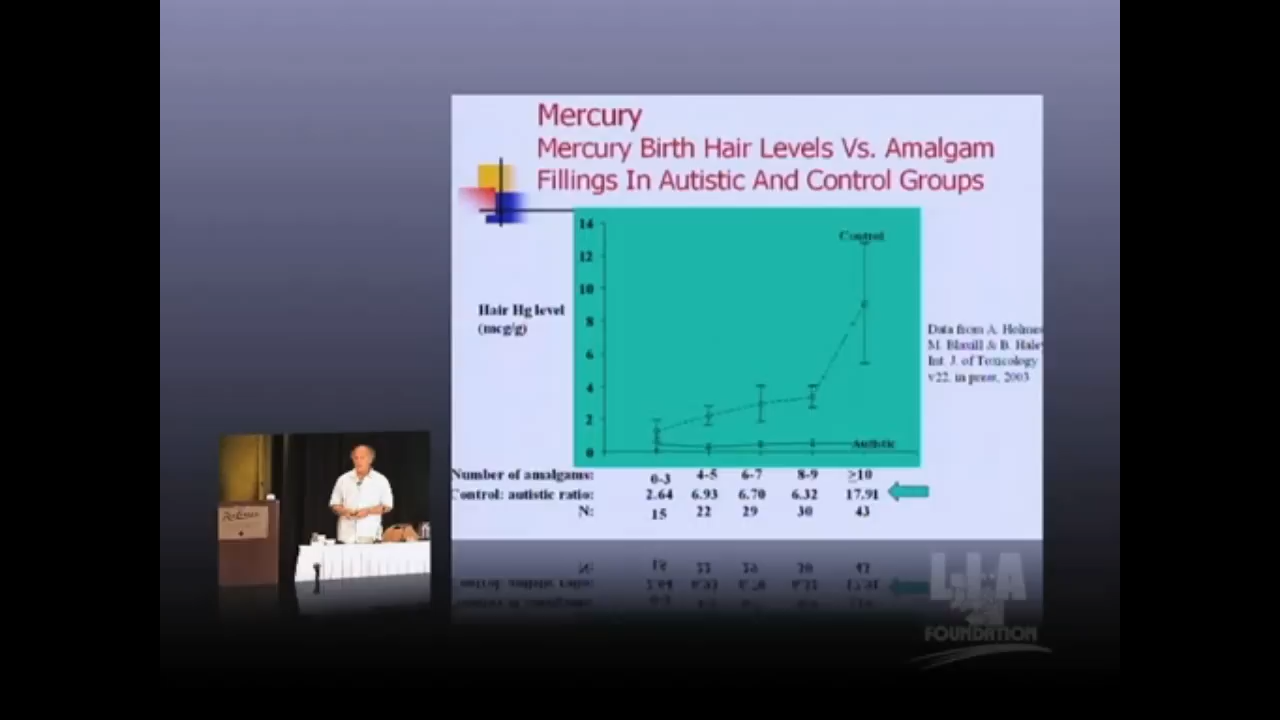 Mercury
Mercury Birth Hair Levels Vs. Amalgam
Fillings In Autistic And Control Groups
14
12
10
8
6
4
2
0
Control
Autistic
Hair Hg level
(mcg/g)
Data from A. Holmes
M. Blaxill & B. Haley
Int. J. of Toxicology
v22. in press, 2003
Number of amalgams: 0-3 4-5 6-7 8-9 ≥10
Control: autistic ratio: 2.64 6.93 6.70 6.32 17.91
N: 15 22 29 30 43
FOUNDATION